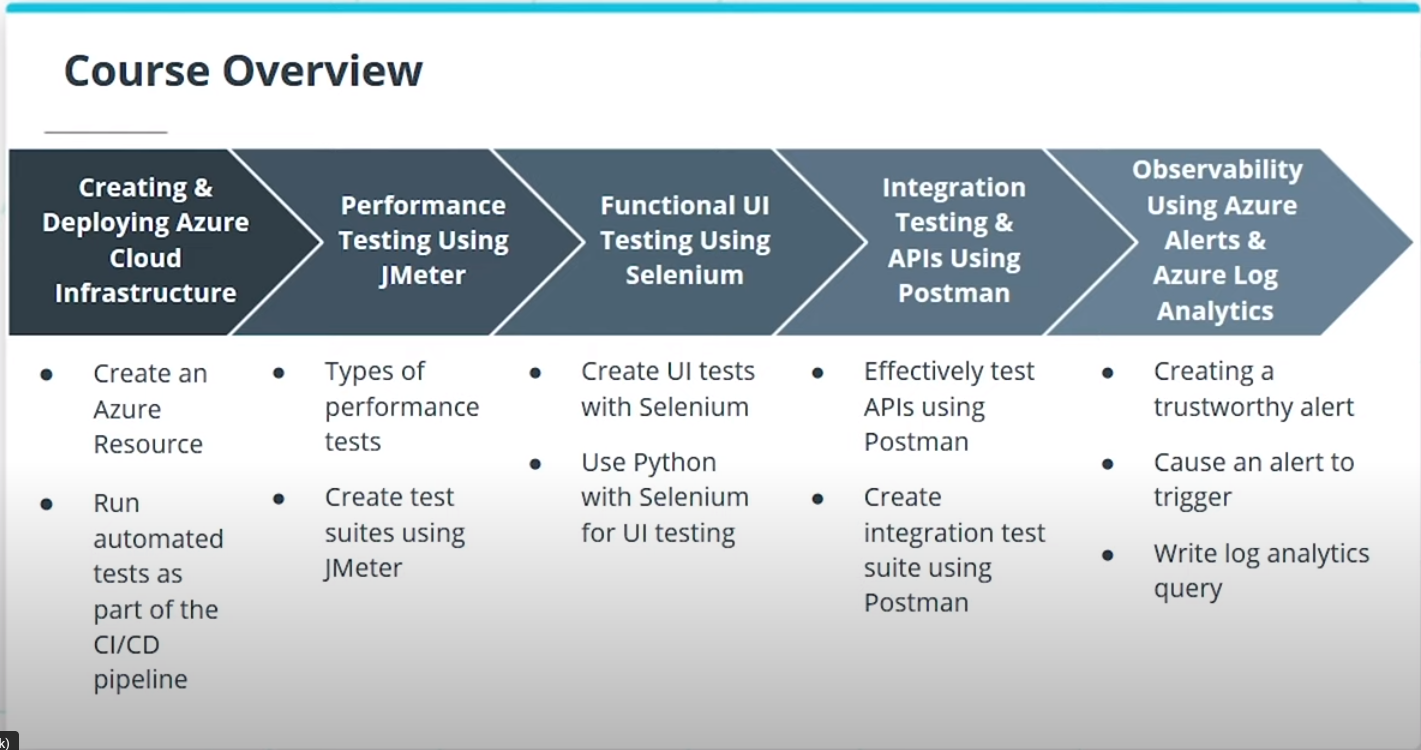 Course Overview
Creating &
Deploying Azure
Cloud
Infrastructure
Performance
Testing Using
JMeter
Functional UI
Testing Using
Selenium
Integration
Testing &
APIs Using
Postman
Observability
Using Azure
Alerts &
Azure Log
Analytics
● Create an
Azure
Resource
● Run
automated
tests as
part of the
CI/CD
pipeline
● Types of
performance
tests
● Create test
suites using
JMeter
● Create UI tests
with Selenium
● Use Python
with Selenium
for UI testing
● Effectively test
APIs using
Postman
● Create
integration test
suite using
Postman
● Creating a
trustworthy alert
● Cause an alert to
trigger
● Write log analytics
query
k)